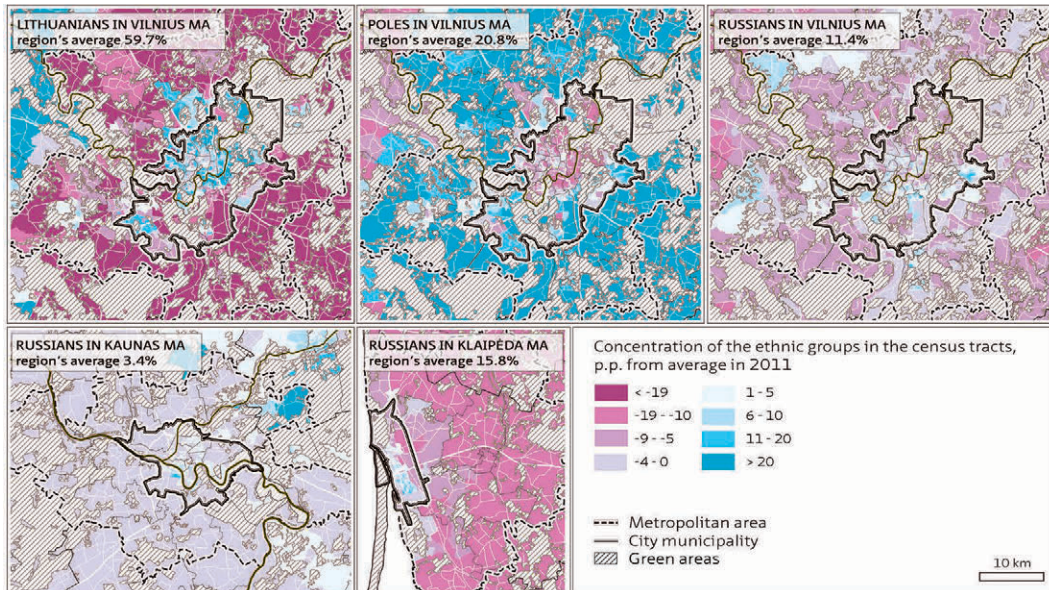 LITHUANIANS IN VILNIUS MA
region's average 59.7%
POLES IN VILNIUS MA
region's average 20.8%
RUSSIANS IN VILNIUS MA
region's average 11.4%
RUSSIANS IN KAUNAS MA
region's average 3.4%
RUSSIANS IN KLAIPĖDA MA
region's average 15.8%
Concentration of the ethnic groups in the census tracts,
p.p. from average in 2011
< -19
-19 - -10
-9 - -5
-4 - 0
1 - 5
6 - 10
11 - 20
> 20
Metropolitan area
City municipality
Green areas
10 km